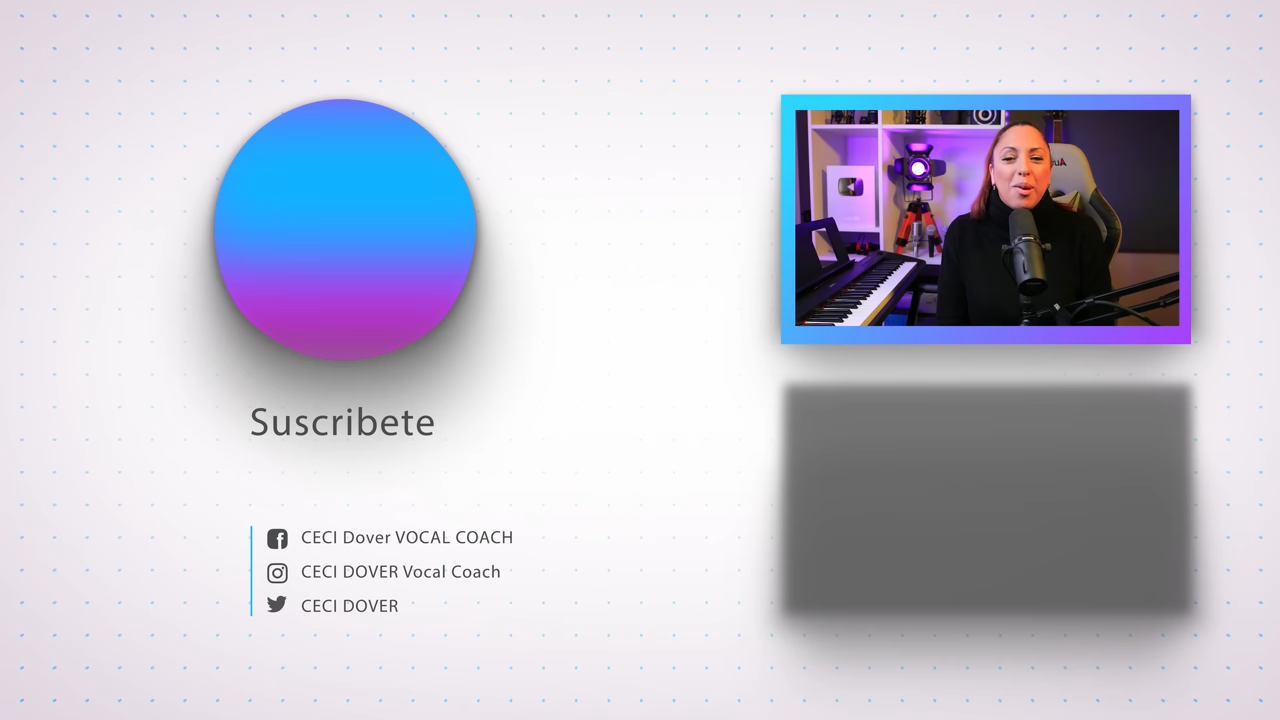 Suscribete
CECI Dover VOCAL COACH
CECI DOVER Vocal Coach
CECI DOVER